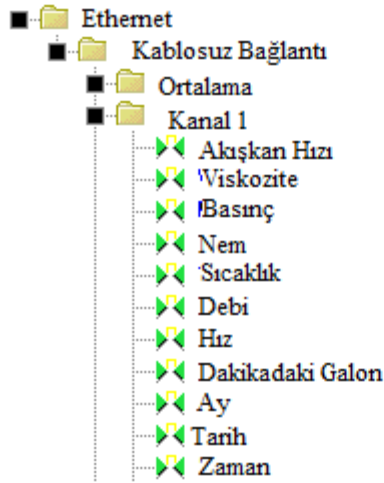 Ethernet
Kablosuz Bağlantı
Ortalama
Kanal 1
Akışkan Hızı
Viskozite
Basınç
Nem
Sıcaklık
Debi
Hız
Dakikadaki Galon
Ay
Tarih
Zaman